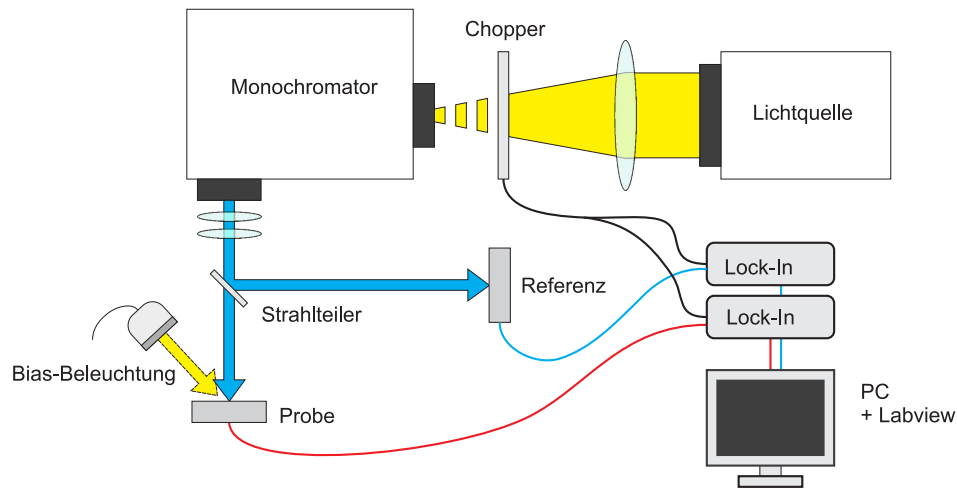 Chopper
Monochromator
Lichtquelle
Lock-In
Referenz
Strahlteiler
Lock-In
Bias-Beleuchtung
Probe
PC
+ Labview